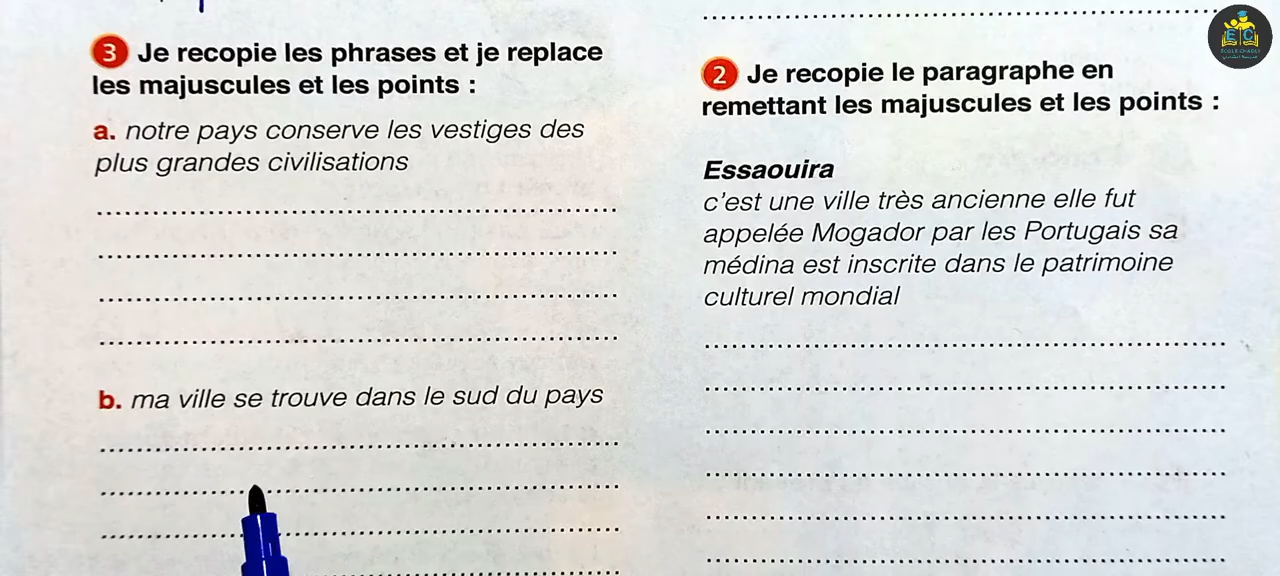 3 Je recopie les phrases et je replace
les majuscules et les points :
a. notre pays conserve les vestiges des
plus grandes civilisations
b. ma ville se trouve dans le sud du pays
2 Je recopie le paragraphe en
remettant les majuscules et les points :
Essaouira
c'est une ville très ancienne elle fut
appelée Mogador par les Portugais sa
médina est inscrite dans le patrimoine
culturel mondial
E C